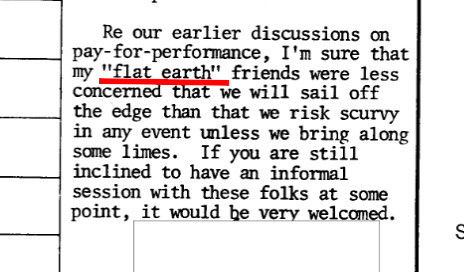 Re our earlier discussions on
pay-for-performance, I'm sure that
my "flat earth" friends were less
concerned that we will sail off
the edge than that we risk scurvy
in any event unless we bring along
some limes. If you are still
inclined to have an informal
session with these folks at some
point, it would be very welcomed.
S